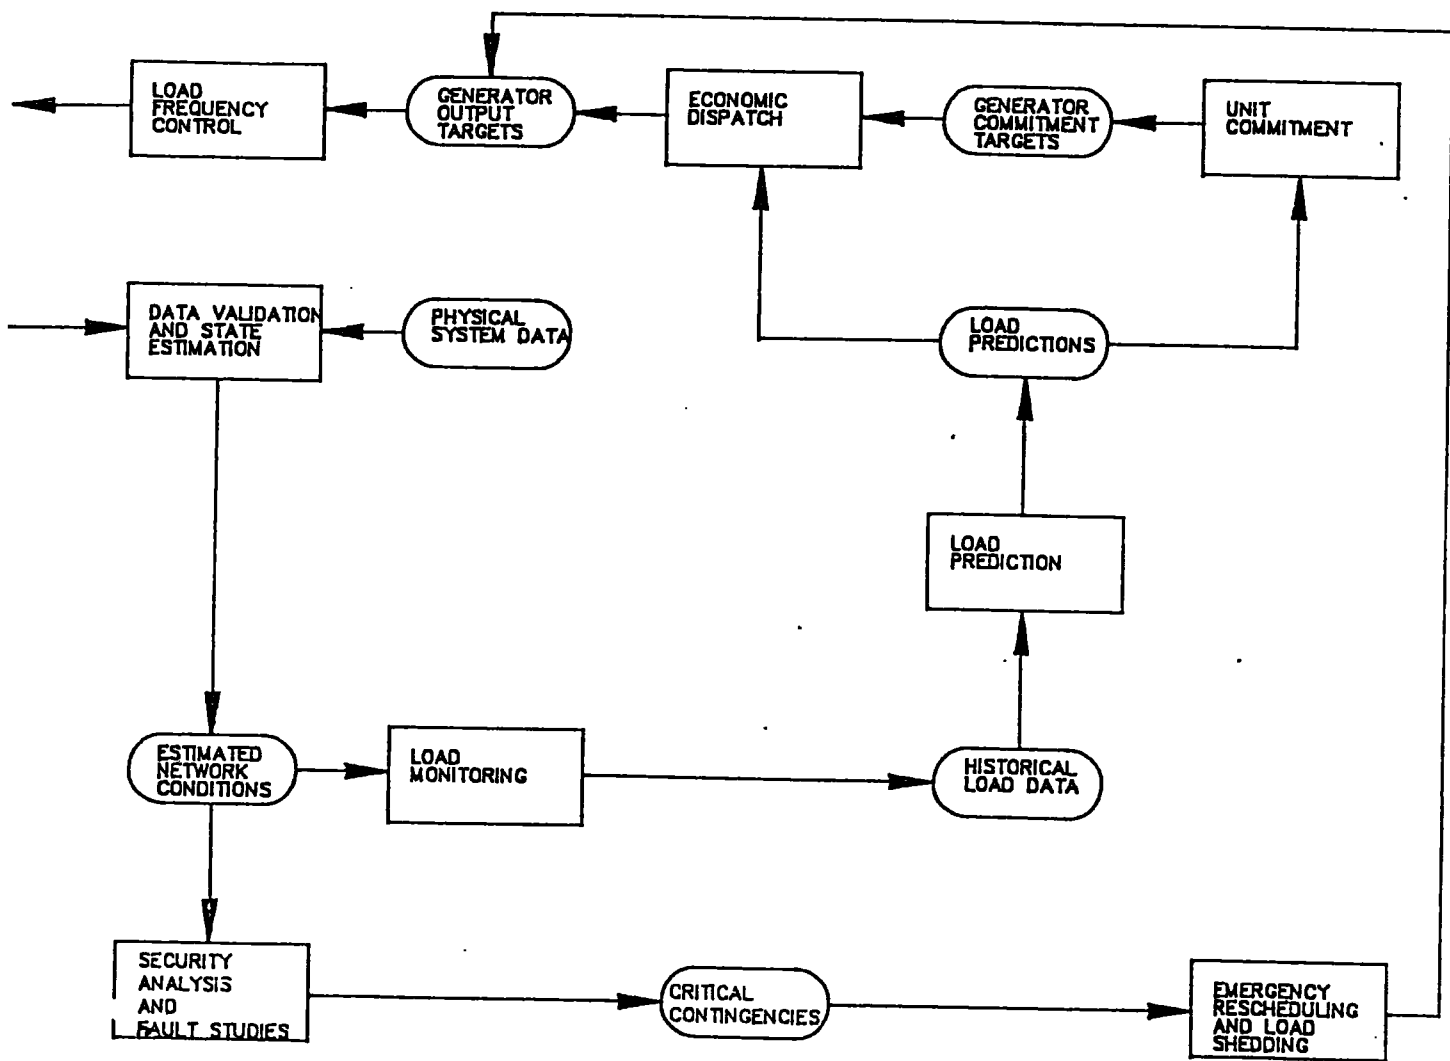 LOAD
FREQUENCY
CONTROL
GENERATOR
OUTPUT
TARGETS
ECONOMIC
DISPATCH
GENERATOR
COMMITMENT
TARGETS
UNIT
COMMITMENT
DATA VALIDATION
AND STATE
ESTIMATION
PHYSICAL
SYSTEM DATA
LOAD
PREDICTIONS
LOAD
PREDICTION
ESTIMATED
NETWORK
CONDITIONS
LOAD
MONITORING
HISTORICAL
LOAD DATA
SECURITY
ANALYSIS
AND
FAULT STUDIES
CRITICAL
CONTINGENCIES
EMERGENCY
RESCHEDULING
AND LOAD
SHEDDING